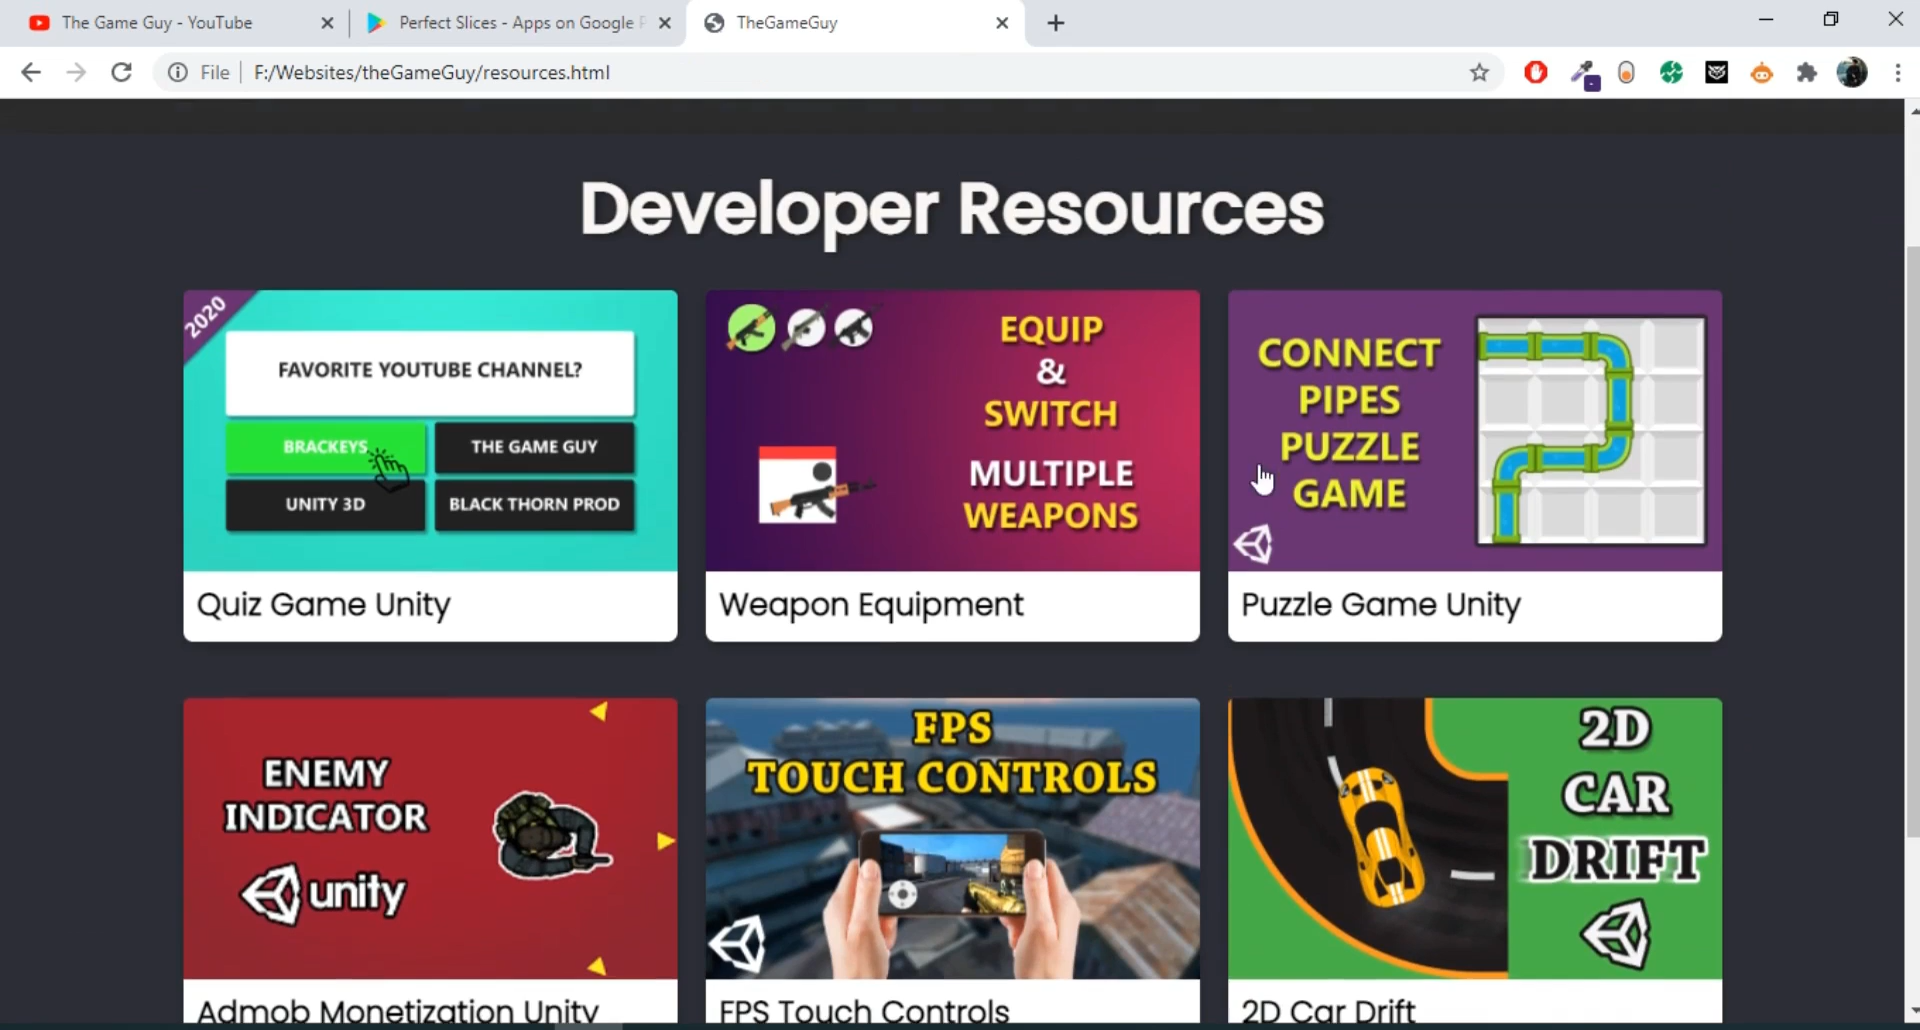 The Game Guy - YouTube
Perfect Slices - Apps on Google P
TheGameGuy
File
F:/Websites/theGameGuy/resources.html
Developer Resources
2020
FAVORITE YOUTUBE CHANNEL?
BRACKEYS
THE GAME GUY
UNITY 3D
BLACK THORN PROD
Quiz Game Unity
EQUIP
&
SWITCH
MULTIPLE
WEAPONS
Weapon Equipment
CONNECT
PIPES
PUZZLE
GAME
Puzzle Game Unity
ENEMY
INDICATOR
unity
Admob Monetization Unity
FPS
TOUCH CONTROLS
FPS Touch Controls
2D
CAR
DRIFT
2D Car Drift